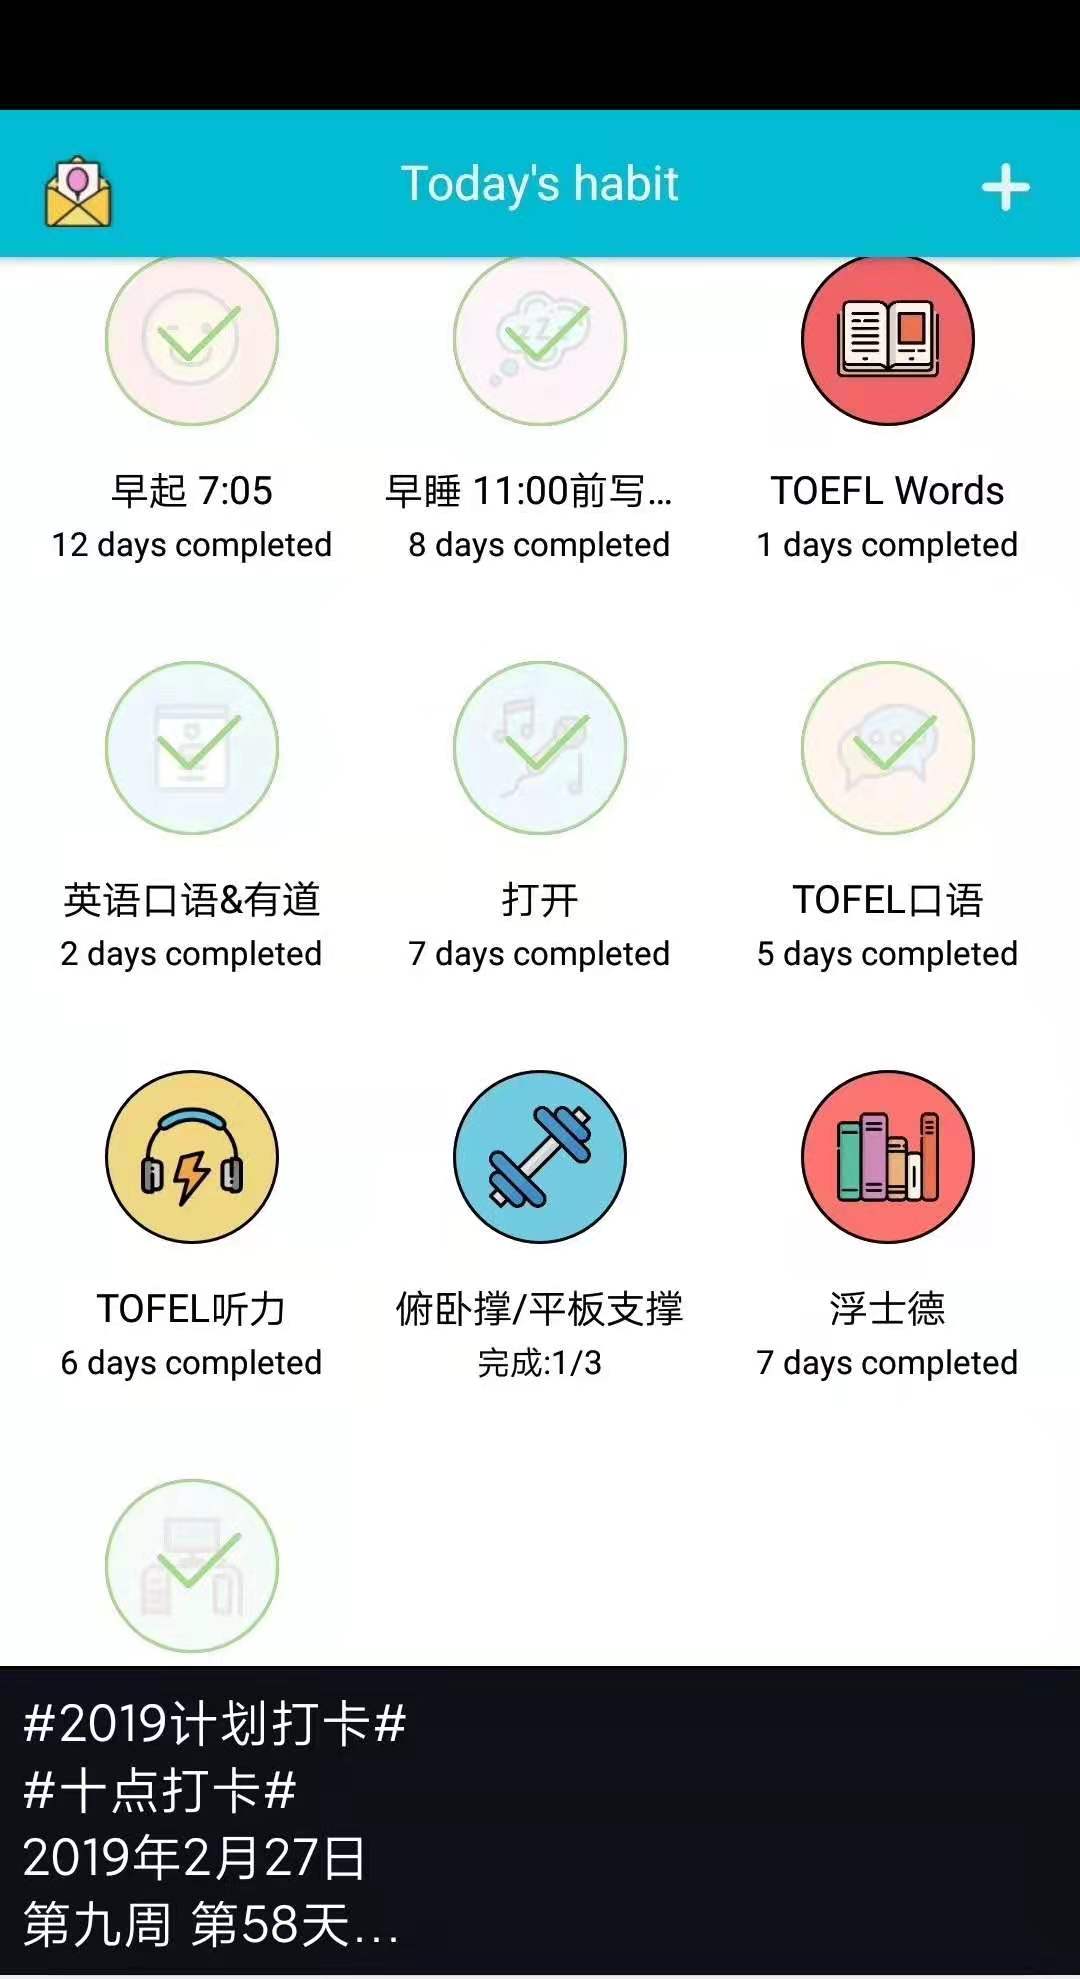 Today's habit
早起 7:05
早睡 11:00前写...
TOEFL Words
12 days completed
8 days completed
1 days completed
英语口语&有道
打开
TOFEL口语
2 days completed
7 days completed
5 days completed
TOFEL听力
俯卧撑/平板支撑
浮士德
6 days completed
完成:1/3
7 days completed
#2019计划打卡#
#十点打卡#
2019年2月27日
第九周 第58天...